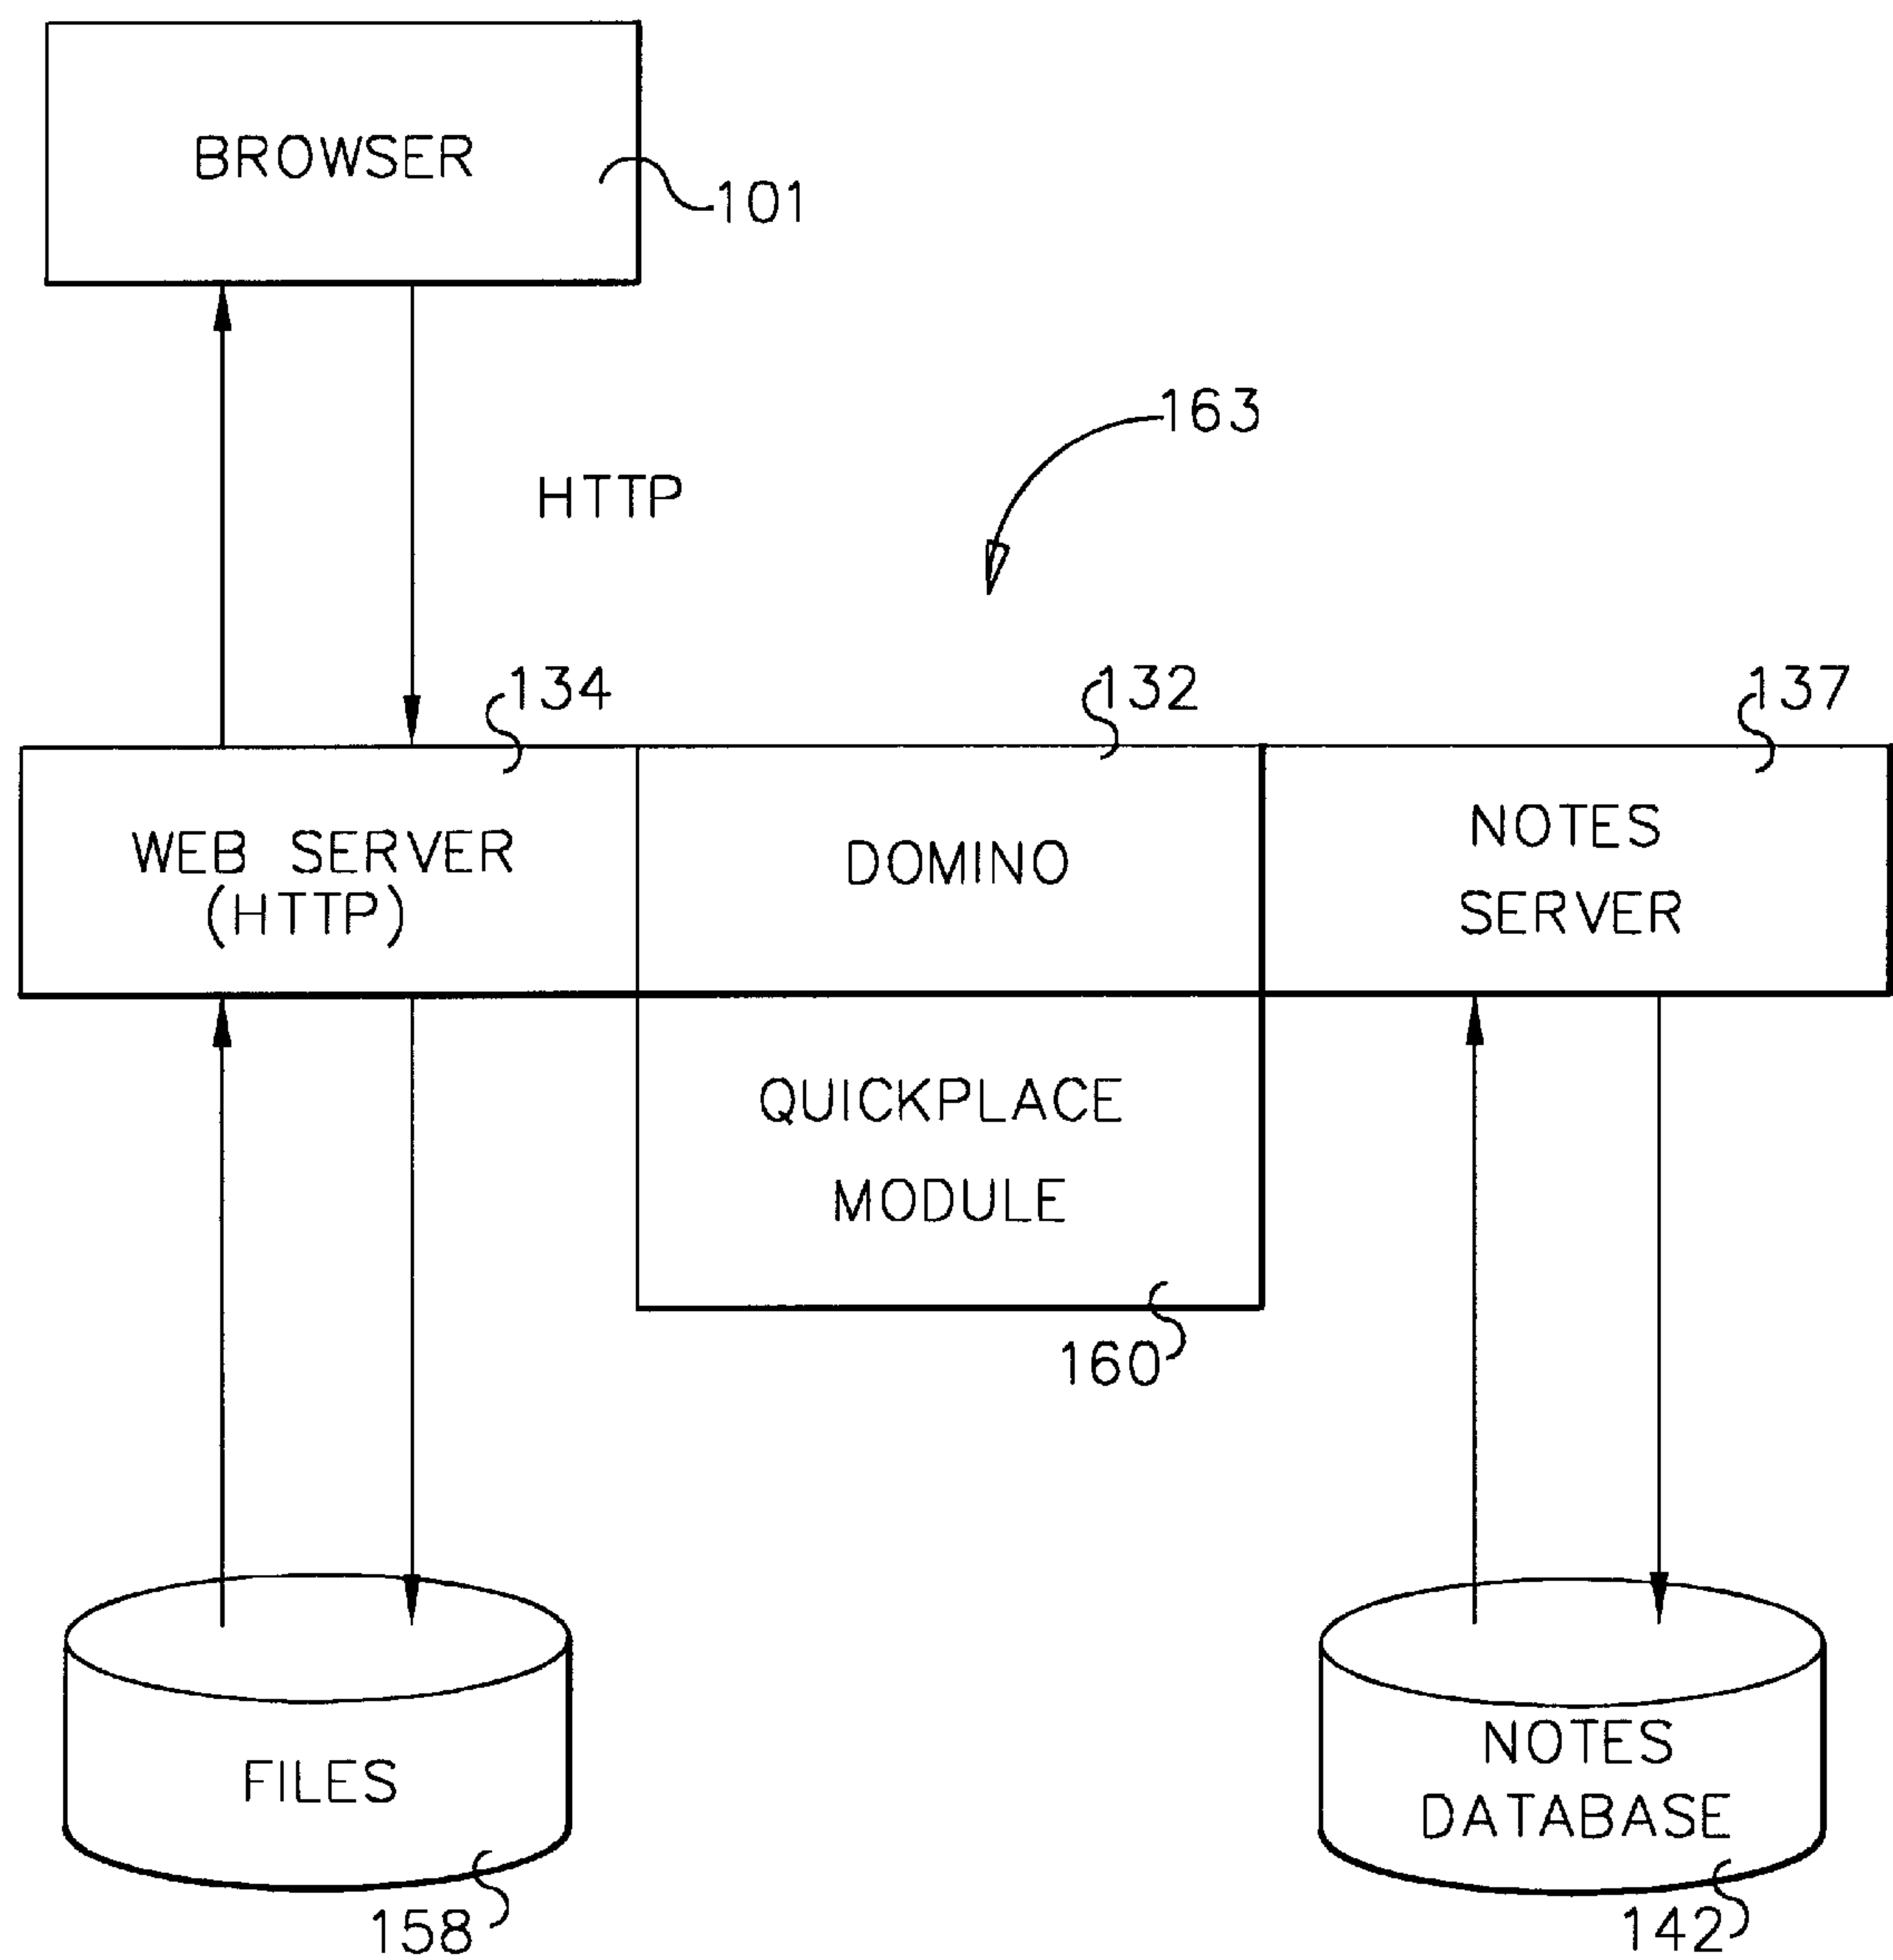 BROWSER
101
163
HTTP
134
132
137
WEB SERVER
(HTTP)
DOMINO
NOTES
SERVER
QUICKPLACE
MODULE
160
FILES
NOTES
DATABASE
158
142